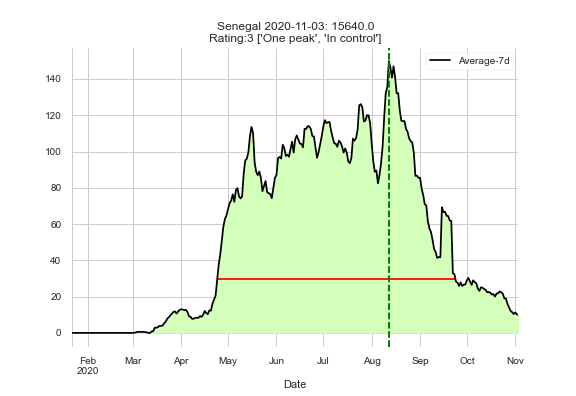 Senegal 2020-11-03: 15640.0
Rating:3 ['One peak', 'In control']
Average-7d
140
120
100
80
60
40
20
0
Feb Mar Apr May Jun Jul Aug Sep Oct Nov
2020
Date